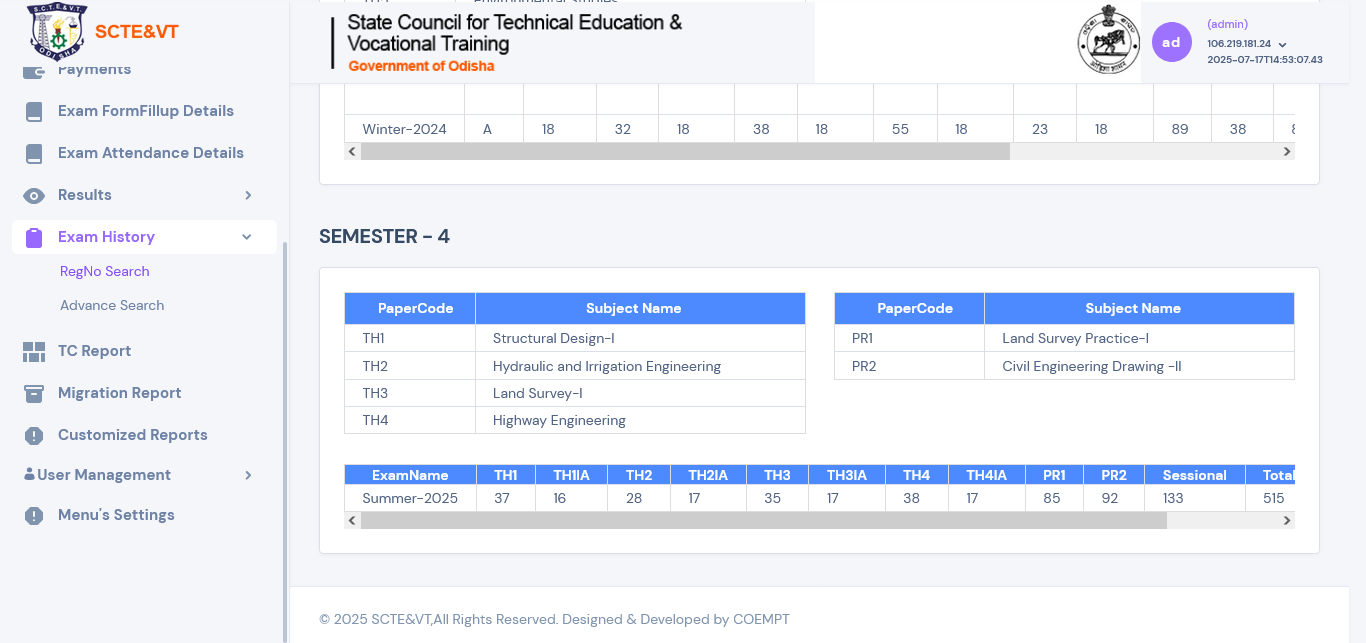 SCTE&VT
State Council for Technical Education &
Vocational Training
Government of Odisha
ad
(admin)
106.219.181.24
2025-07-17T14:53:07.43
Payments
Exam FormFillup Details
Exam Attendance Details
Results
Exam History
RegNo Search
Advance Search
TC Report
Migration Report
Customized Reports
User Management
Menu's Settings
Winter-2024 A 18 32 18 38 18 55 18 23 18 89 38
SEMESTER - 4
PaperCode Subject Name
TH1 Structural Design-I
TH2 Hydraulic and Irrigation Engineering
TH3 Land Survey-I
TH4 Highway Engineering
PaperCode Subject Name
PR1 Land Survey Practice-I
PR2 Civil Engineering Drawing -II
ExamName TH1 TH1IA TH2 TH2IA TH3 TH3IA TH4 TH4IA PR1 PR2 Sessional Total
Summer-2025 37 16 28 17 35 17 38 17 85 92 133 515
© 2025 SCTE&VT,All Rights Reserved. Designed & Developed by COEMPT